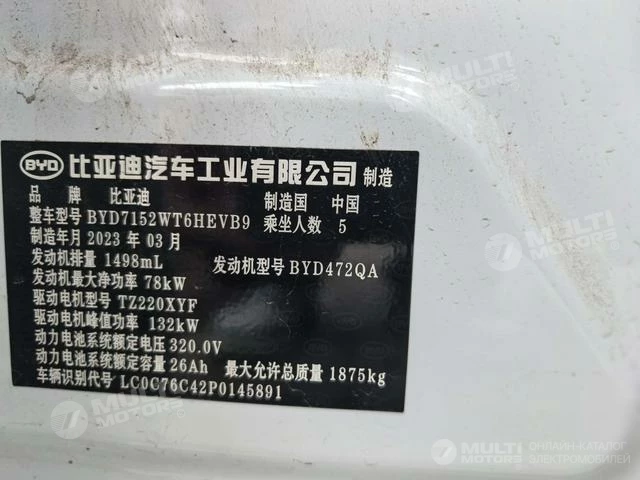 BYD 比亚迪汽车工业有限公司 制造
品 牌 比亚迪 制造国 中国
整车型号 BYD7152WT6HEVB9 乘坐人数 5
制造年月 2023 年 03 月
发动机排量 1498mL 发动机型号 BYD472QA
发动机最大净功率 78kW
驱动电机型号 TZ220XYF
驱动电机峰值功率 132kW
动力电池系统额定电压 320.0V
动力电池系统额定容量 26Ah 最大允许总质量 1875kg
车辆识别代号 LC0C76C42P0145891
MULTI MOTORS
ОНЛАЙН-КАТАЛОГ ЭЛЕКТРОМОБИЛЕЙ